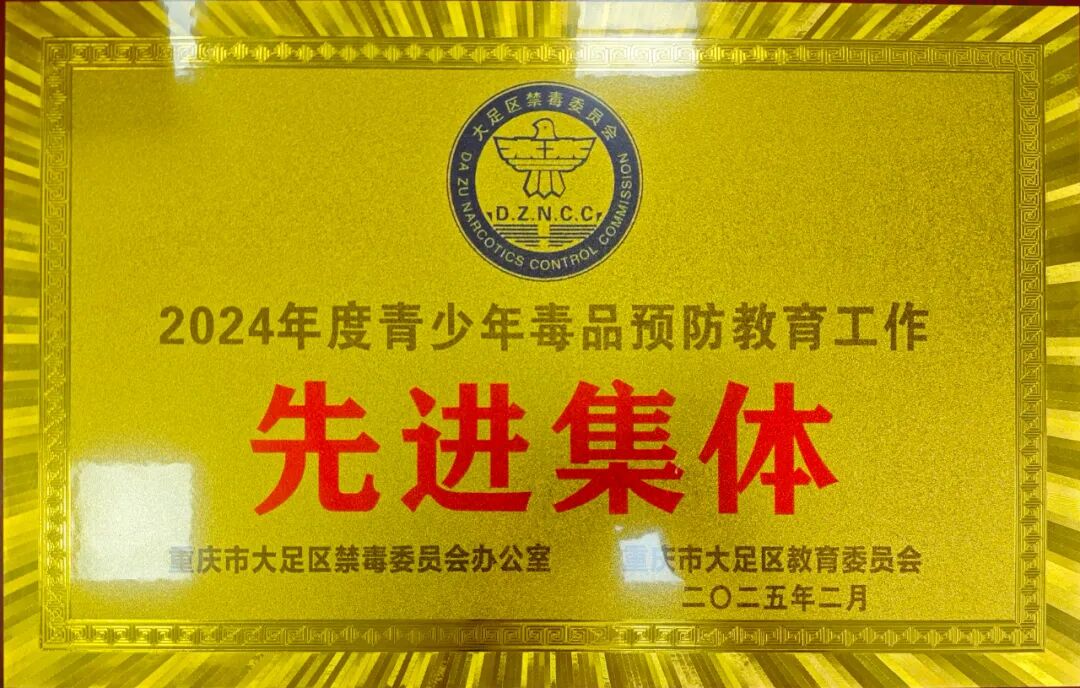 大足区禁毒委员会
D.Z.N.C.C
DA ZU NARCOTICS CONTROL COMMISSION
2024年度青少年毒品预防教育工作
先进集体
重庆市大足区禁毒委员会办公室
重庆市大足区教育委员会
二〇二五年二月